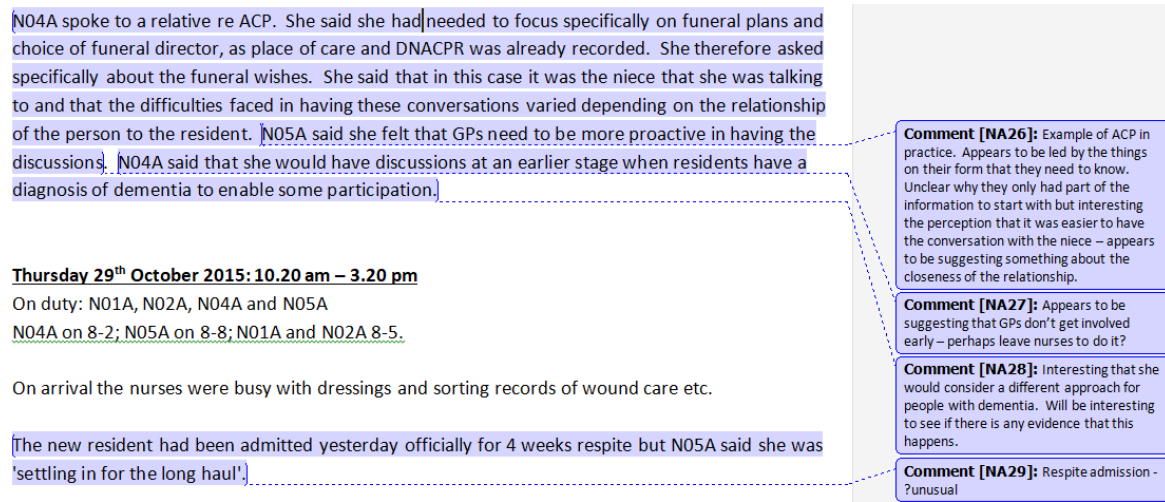 N04A spoke to a relative re ACP. She said she had needed to focus specifically on funeral plans and
choice of funeral director, as place of care and DNACPR was already recorded. She therefore asked
specifically about the funeral wishes. She said that in this case it was the niece that she was talking
to and that the difficulties faced in having these conversations varied depending on the relationship
of the person to the resident. N05A said she felt that GPs need to be more proactive in having the
discussions. N04A said that she would have discussions at an earlier stage when residents have a
diagnosis of dementia to enable some participation.
Thursday 29th October 2015: 10.20 am – 3.20 pm
On duty: N01A, N02A, N04A and N05A
N04A on 8-2; N05A on 8-8; N01A and N02A 8-5.
On arrival the nurses were busy with dressings and sorting records of wound care etc.
The new resident had been admitted yesterday officially for 4 weeks respite but N05A said she was
'settling in for the long haul'.
Comment [NA26]: Example of ACP in
practice. Appears to be led by the things
on their form that they need to know.
Unclear why they only had part of the
information to start with but interesting
the perception that it was easier to have
the conversation with the niece – appears
to be suggesting something about the
closeness of the relationship.
Comment [NA27]: Appears to be
suggesting that GPs don't get involved
early – perhaps leave nurses to do it?
Comment [NA28]: Interesting that she
would consider a different approach for
people with dementia. Will be interesting
to see if there is any evidence that this
happens.
Comment [NA29]: Respite admission -
?unusual